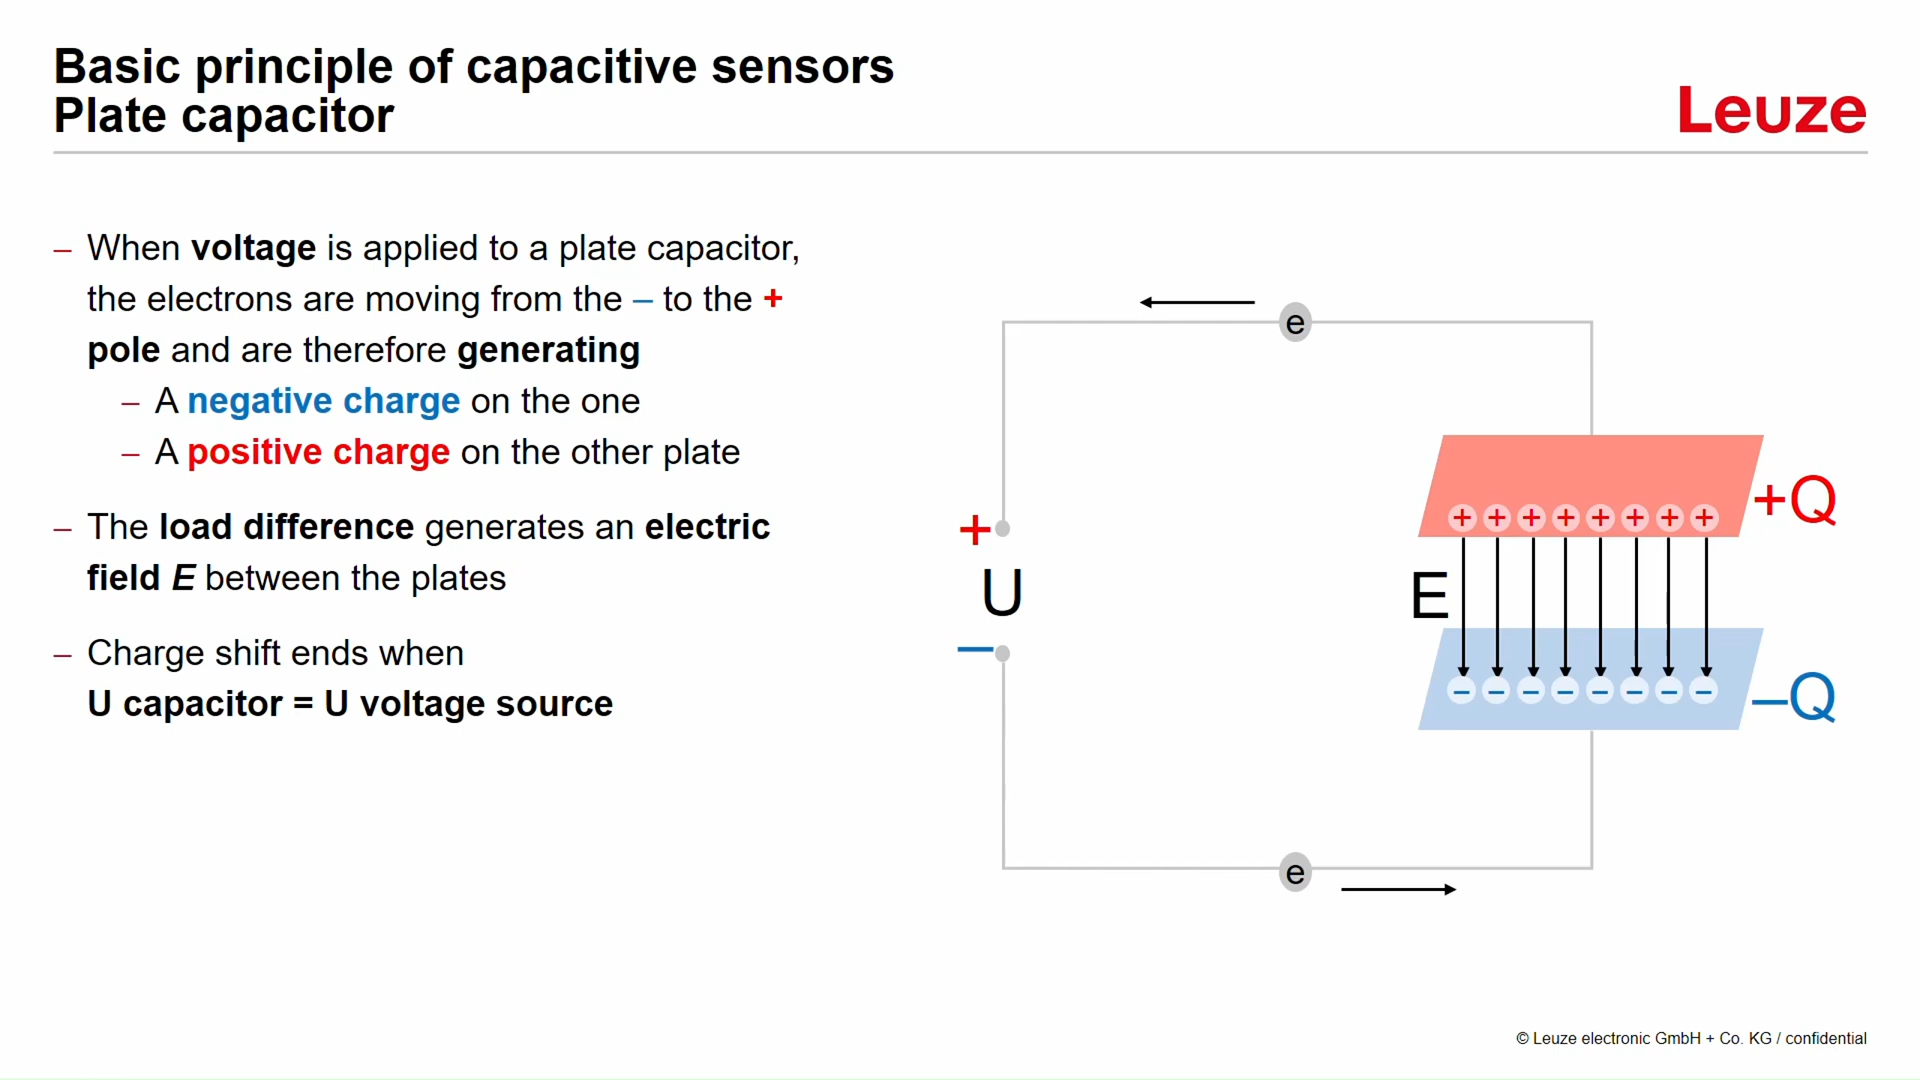 Basic principle of capacitive sensors
Plate capacitor
Leuze
– When voltage is applied to a plate capacitor,
the electrons are moving from the – to the +
pole and are therefore generating
– A negative charge on the one
– A positive charge on the other plate
– The load difference generates an electric
field E between the plates
– Charge shift ends when
U capacitor = U voltage source
e
+Q
+ + + + + + + +
+
U
E
–
– – – – – – – –
–Q
e
© Leuze electronic GmbH + Co. KG / confidential